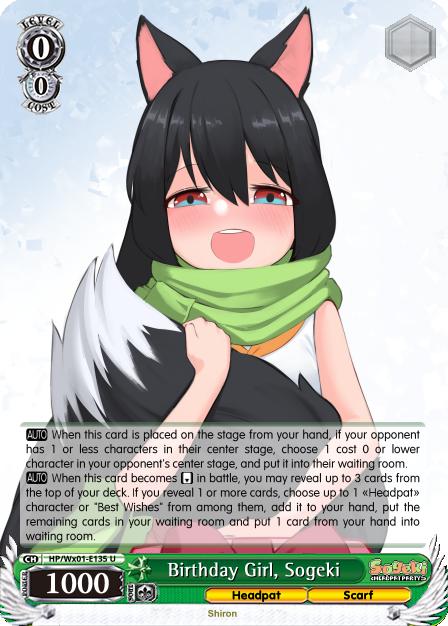 LEVEL
0
0
COST
AUTO When this card is placed on the stage from your hand, if your opponent
has 1 or less characters in their center stage, choose 1 cost 0 or lower
character in your opponent's center stage, and put it into their waiting room.
AUTO When this card becomes in battle, you may reveal up to 3 cards from
the top of your deck. If you reveal 1 or more cards, choose up to 1 «Headpat»
character or "Best Wishes" from among them, add it to your hand, put the
remaining cards in your waiting room and put 1 card from your hand into
waiting room.
CH HP/Wx01-E135 U
POWER
1000
SOUL
Birthday Girl, Sogeki
Headpat
Scarf
Sogeki
HEADPAT PARTY
Shiron